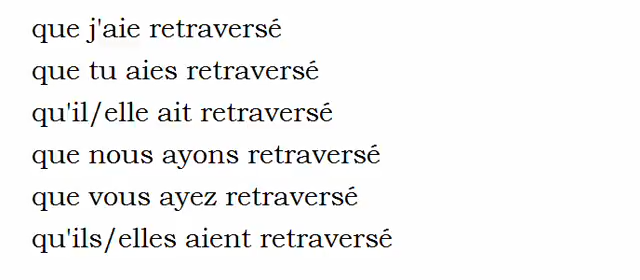 que j'aie retraversé
que tu aies retraversé
qu'il/elle ait retraversé
que nous ayons retraversé
que vous ayez retraversé
qu'ils/elles aient retraversé